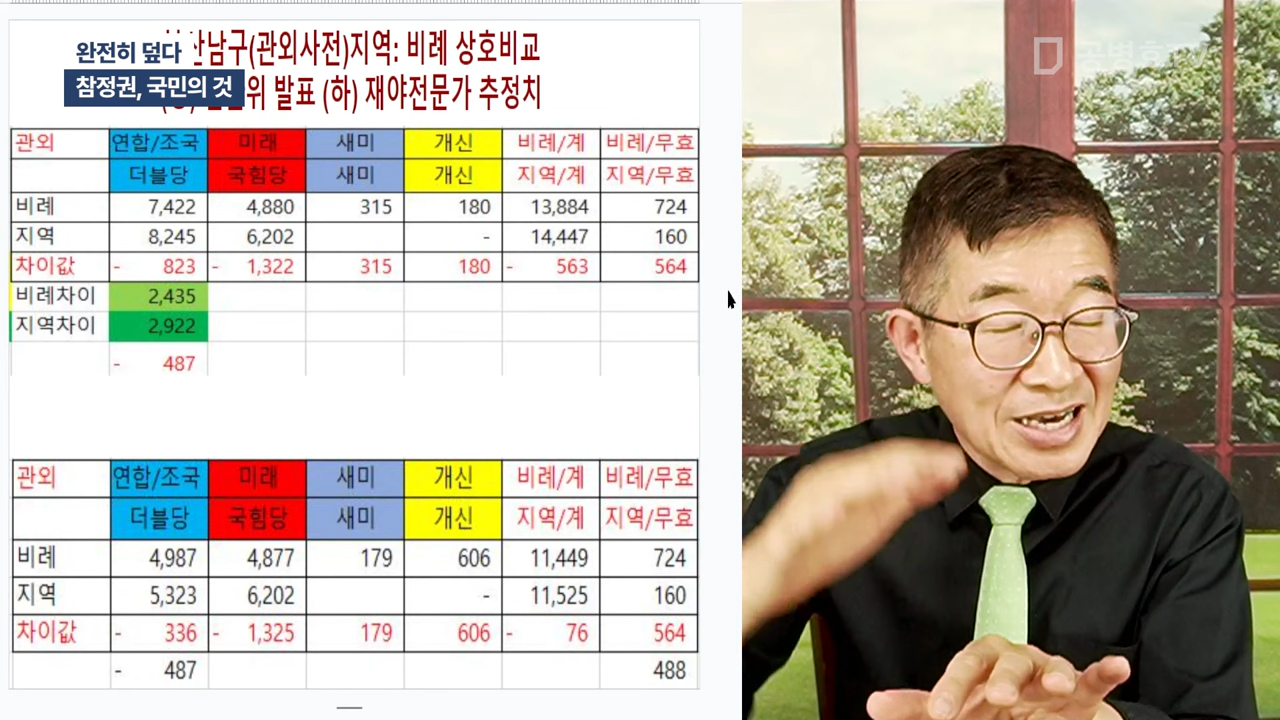 완전히 덮다
참정권, 국민의 것
산남구(관외사전)지역: 비례 상호비교
위 발표 (하) 재야전문가 추정치
관외 연합/조국 미래 새미 개신 비례/계 비례/무효
더블당 국힘당 새미 개신 지역/계 지역/무효
비례 7,422 4,880 315 180 13,884 724
지역 8,245 6,202 - 14,447 160
차이값 - 823 - 1,322 315 180 - 563 564
비례차이 2,435
지역차이 2,922
- 487
관외 연합/조국 미래 새미 개신 비례/계 비례/무효
더블당 국힘당 새미 개신 지역/계 지역/무효
비례 4,987 4,877 179 606 11,449 724
지역 5,323 6,202 - 11,525 160
차이값 - 336 - 1,325 179 606 - 76 564
- 487 488